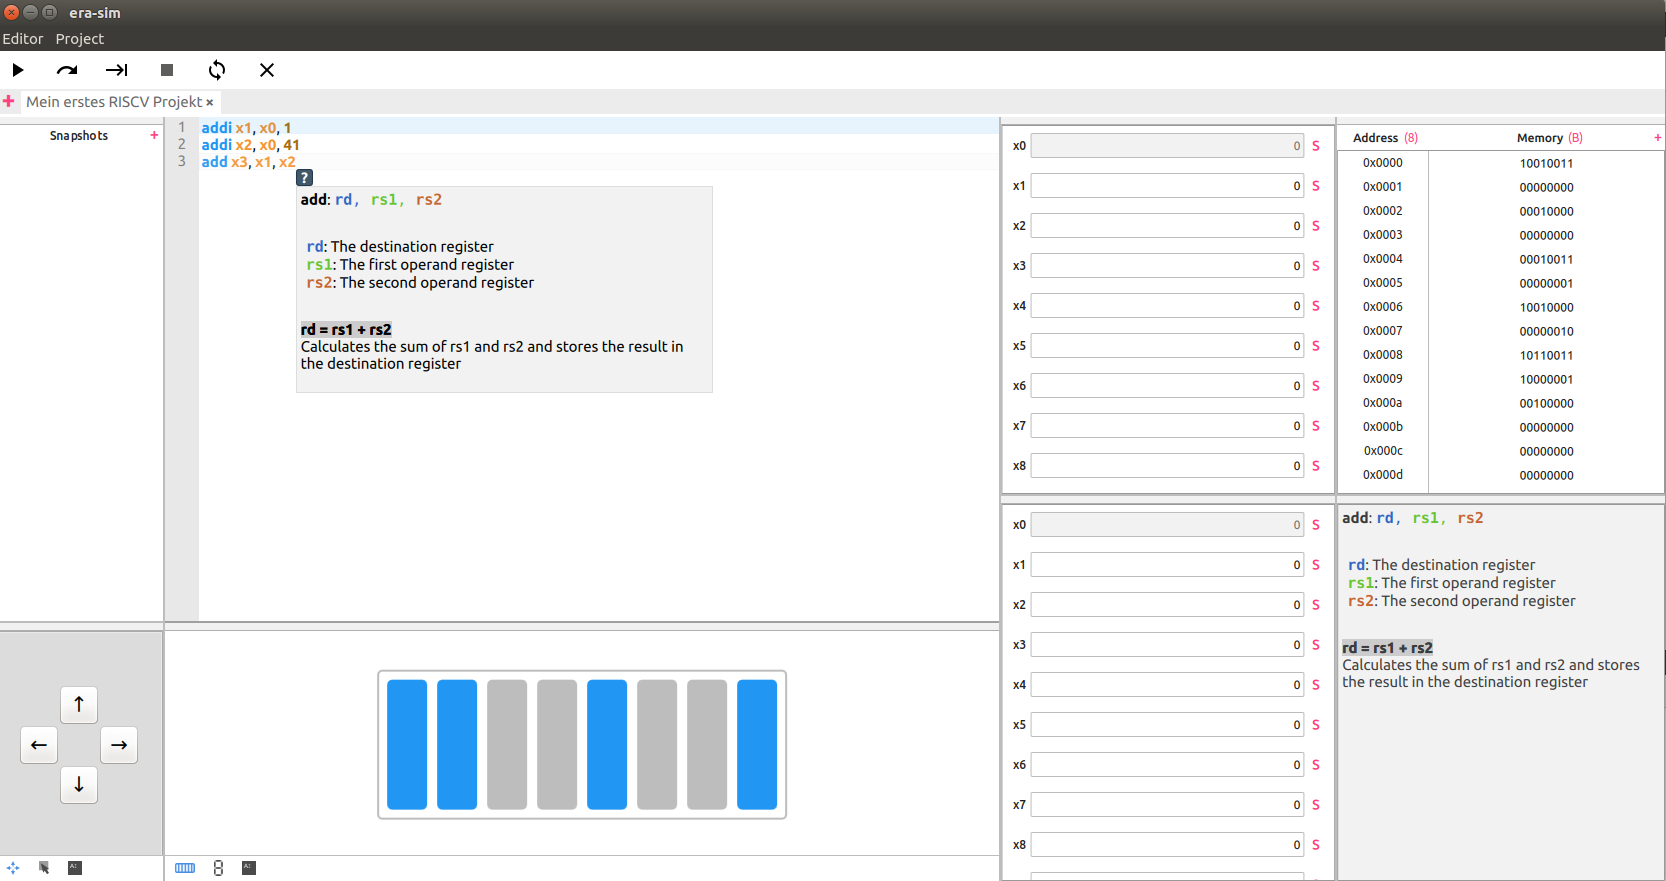 era-sim
Editor Project
Mein erstes RISCV Projekt ×
Snapshots +
1 addi x1, x0, 1
2 addi x2, x0, 41
3 add x3, x1, x2
?
add: rd, rs1, rs2
rd: The destination register
rs1: The first operand register
rs2: The second operand register
rd = rs1 + rs2
Calculates the sum of rs1 and rs2 and stores the result in
the destination register
x0 0 S
x1 0 S
x2 0 S
x3 0 S
x4 0 S
x5 0 S
x6 0 S
x7 0 S
x8 0 S
Address (8) Memory (B) +
0x0000 10010011
0x0001 00000000
0x0002 00010000
0x0003 00000000
0x0004 00010011
0x0005 00000001
0x0006 10010000
0x0007 00000010
0x0008 10110011
0x0009 10000001
0x000a 00100000
0x000b 00000000
0x000c 00000000
0x000d 00000000
x0 0 S
x1 0 S
x2 0 S
x3 0 S
x4 0 S
x5 0 S
x6 0 S
x7 0 S
x8 0 S
add: rd, rs1, rs2
rd: The destination register
rs1: The first operand register
rs2: The second operand register
rd = rs1 + rs2
Calculates the sum of rs1 and rs2 and stores
the result in the destination register
↑
← →
↓